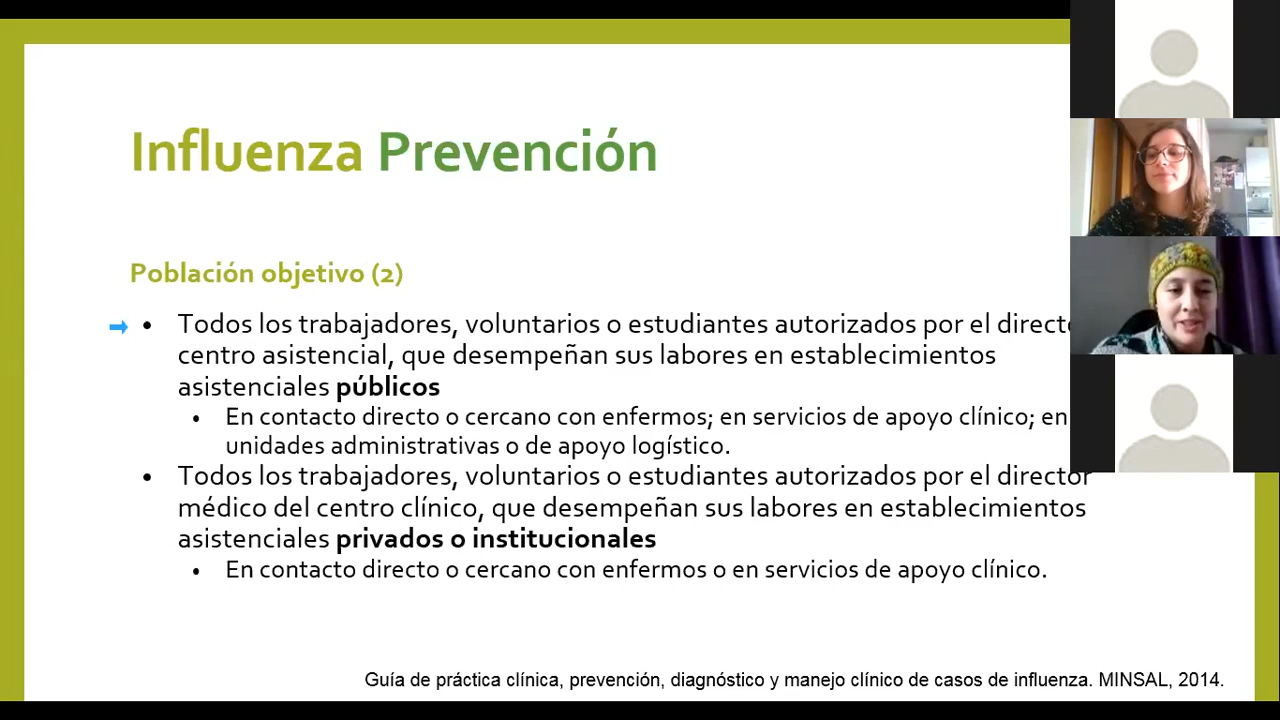 Influenza Prevención
Población objetivo (2)
• Todos los trabajadores, voluntarios o estudiantes autorizados por el
centro asistencial, que desempeñan sus labores en establecimientos
asistenciales públicos
• En contacto directo o cercano con enfermos; en servicios de apoyo clínico; en
unidades administrativas o de apoyo logístico.
• Todos los trabajadores, voluntarios o estudiantes autorizados por el director
médico del centro clínico, que desempeñan sus labores en establecimientos
asistenciales privados o institucionales
• En contacto directo o cercano con enfermos o en servicios de apoyo clínico.
Guía de práctica clínica, prevención, diagnóstico y manejo clínico de casos de influenza. MINSAL, 2014.